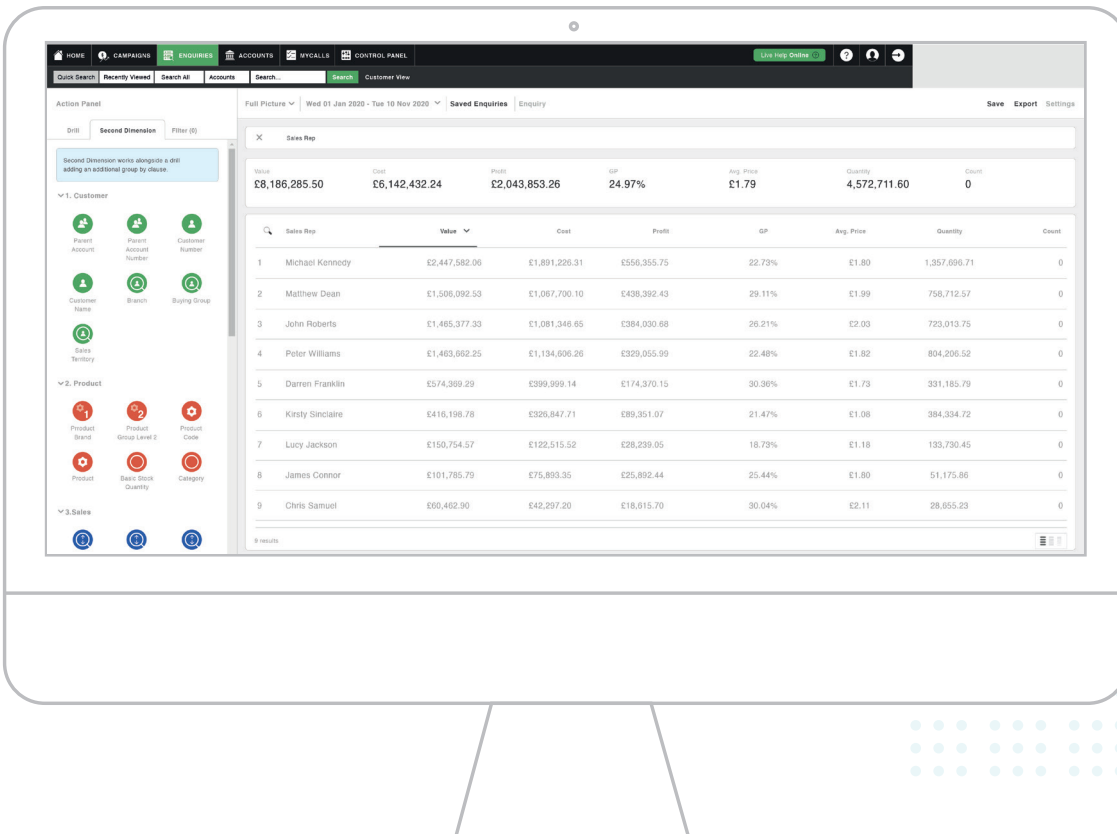 HOME CAMPAIGNS ENQUIRIES ACCOUNTS MYCALLS CONTROL PANEL Live Help Online
Quick Search Recently Viewed Search All Accounts Search... Search Customer View
Action Panel
Full Picture Wed 01 Jan 2020 - Tue 10 Nov 2020 Saved Enquiries Enquiry Save Export Settings
Drill Second Dimension Filter (0)
Second Dimension works alongside a drill
adding an additional group by clause.
1. Customer
Parent Account
Parent Account Number
Customer Number
Customer Name
Branch
Buying Group
Sales Territory
2. Product
1
Product Brand
2
Product Group Level 2
Product Code
Product
Basic Stock Quantity
Category
3.Sales
Sales Rep
Value Cost Profit GP Avg. Price Quantity Count
£8,186,285.50 £6,142,432.24 £2,043,853.26 24.97% £1.79 4,572,711.60 0
Sales Rep Value Cost Profit GP Avg. Price Quantity Count
1 Michael Kennedy £2,447,582.06 £1,891,226.31 £556,355.75 22.73% £1.80 1,357,696.71 0
2 Matthew Dean £1,506,092.53 £1,067,700.10 £438,392.43 29.11% £1.99 758,712.57 0
3 John Roberts £1,465,377.33 £1,081,346.65 £384,030.68 26.21% £2.03 723,013.75 0
4 Peter Williams £1,463,662.25 £1,134,606.26 £329,055.99 22.48% £1.82 804,206.52 0
5 Darren Franklin £574,369.29 £399,999.14 £174,370.15 30.36% £1.73 331,185.79 0
6 Kirsty Sinclaire £416,198.78 £326,847.71 £89,351.07 21.47% £1.08 384,334.72 0
7 Lucy Jackson £150,754.57 £122,515.52 £28,239.05 18.73% £1.18 133,730.45 0
8 James Connor £101,785.79 £75,893.35 £25,892.44 25.44% £1.80 51,175.86 0
9 Chris Samuel £60,462.90 £42,297.20 £18,615.70 30.04% £2.11 28,655.23 0
9 results